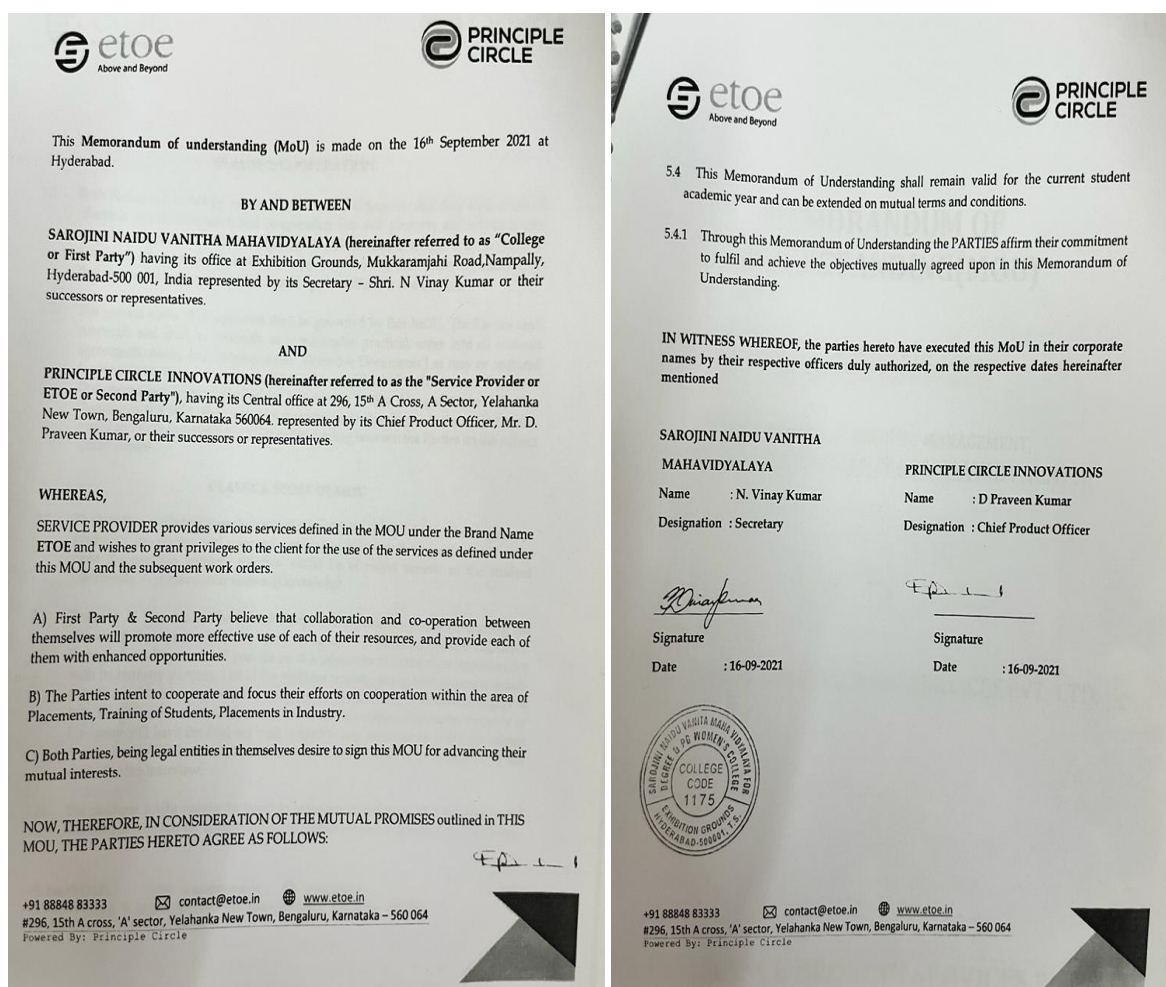 etoe
Above and Beyond
PRINCIPLE
CIRCLE
This Memorandum of understanding (MoU) is made on the 16th September 2021 at
Hyderabad.
BY AND BETWEEN
SAROJINI NAIDU VANITHA MAHAVIDYALAYA (hereinafter referred to as “College
or First Party”) having its office at Exhibition Grounds, Mukkaramjahi Road,Nampally,
Hyderabad-500 001, India represented by its Secretary – Shri. N Vinay Kumar or their
successors or representatives.
AND
PRINCIPLE CIRCLE INNOVATIONS (hereinafter referred to as the "Service Provider or
ETOE or Second Party"), having its Central office at 296, 15th A Cross, A Sector, Yelahanka
New Town, Bengaluru, Karnataka 560064. represented by its Chief Product Officer, Mr. D.
Praveen Kumar, or their successors or representatives.
WHEREAS,
SERVICE PROVIDER provides various services defined in the MOU under the Brand Name
ETOE and wishes to grant privileges to the client for the use of the services as defined under
this MOU and the subsequent work orders.
A) First Party & Second Party believe that collaboration and co-operation between
themselves will promote more effective use of each of their resources, and provide each of
them with enhanced opportunities.
B) The Parties intent to cooperate and focus their efforts on cooperation within the area of
Placements, Training of Students, Placements in Industry.
C) Both Parties, being legal entities in themselves desire to sign this MOU for advancing their
mutual interests.
NOW, THEREFORE, IN CONSIDERATION OF THE MUTUAL PROMISES outlined in THIS
MOU, THE PARTIES HERETO AGREE AS FOLLOWS:
+91 88848 83333 contact@etoe.in www.etoe.in
#296, 15th A cross, 'A' sector, Yelahanka New Town, Bengaluru, Karnataka – 560 064
Powered By: Principle Circle
etoe
Above and Beyond
PRINCIPLE
CIRCLE
5.4 This Memorandum of Understanding shall remain valid for the current student
academic year and can be extended on mutual terms and conditions.
5.4.1 Through this Memorandum of Understanding the PARTIES affirm their commitment
to fulfil and achieve the objectives mutually agreed upon in this Memorandum of
Understanding.
IN WITNESS WHEREOF, the parties hereto have executed this MoU in their corporate
names by their respective officers duly authorized, on the respective dates hereinafter
mentioned
SAROJINI NAIDU VANITHA
MAHAVIDYALAYA
Name : N. Vinay Kumar
Designation : Secretary
Signature
Date : 16-09-2021
PRINCIPLE CIRCLE INNOVATIONS
Name : D Praveen Kumar
Designation : Chief Product Officer
Signature
Date : 16-09-2021
SAROJINI NAIDU VANITA MAHA VIDYALAYA FOR
DEGREE & PG WOMEN'S COLLEGE
COLLEGE
CODE
1175
EXHIBITION GROUNDS
HYDERABAD-500001, T.S.
+91 88848 83333 contact@etoe.in www.etoe.in
#296, 15th A cross, 'A' sector, Yelahanka New Town, Bengaluru, Karnataka – 560 064
Powered By: Principle Circle